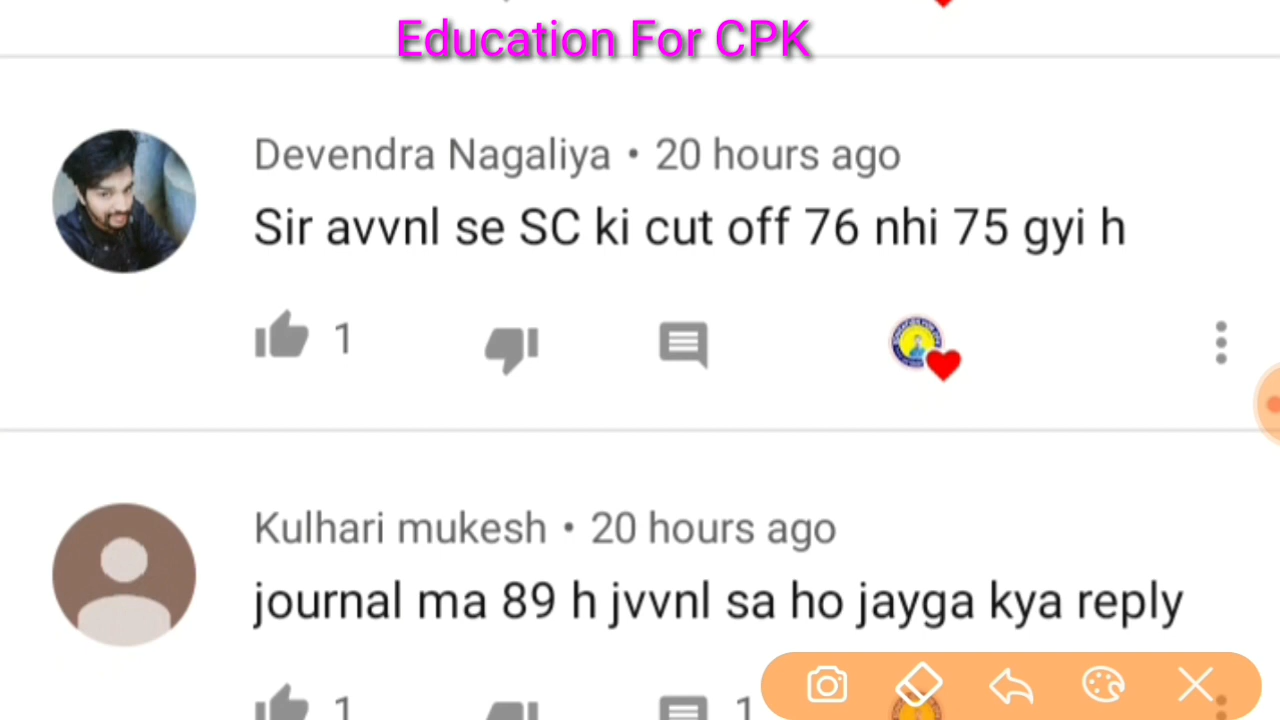 Education For CPK
Devendra Nagaliya • 20 hours ago
Sir avvnl se SC ki cut off 76 nhi 75 gyi h
1
Kulhari mukesh • 20 hours ago
journal ma 89 h jvvnl sa ho jayga kya reply
1 1